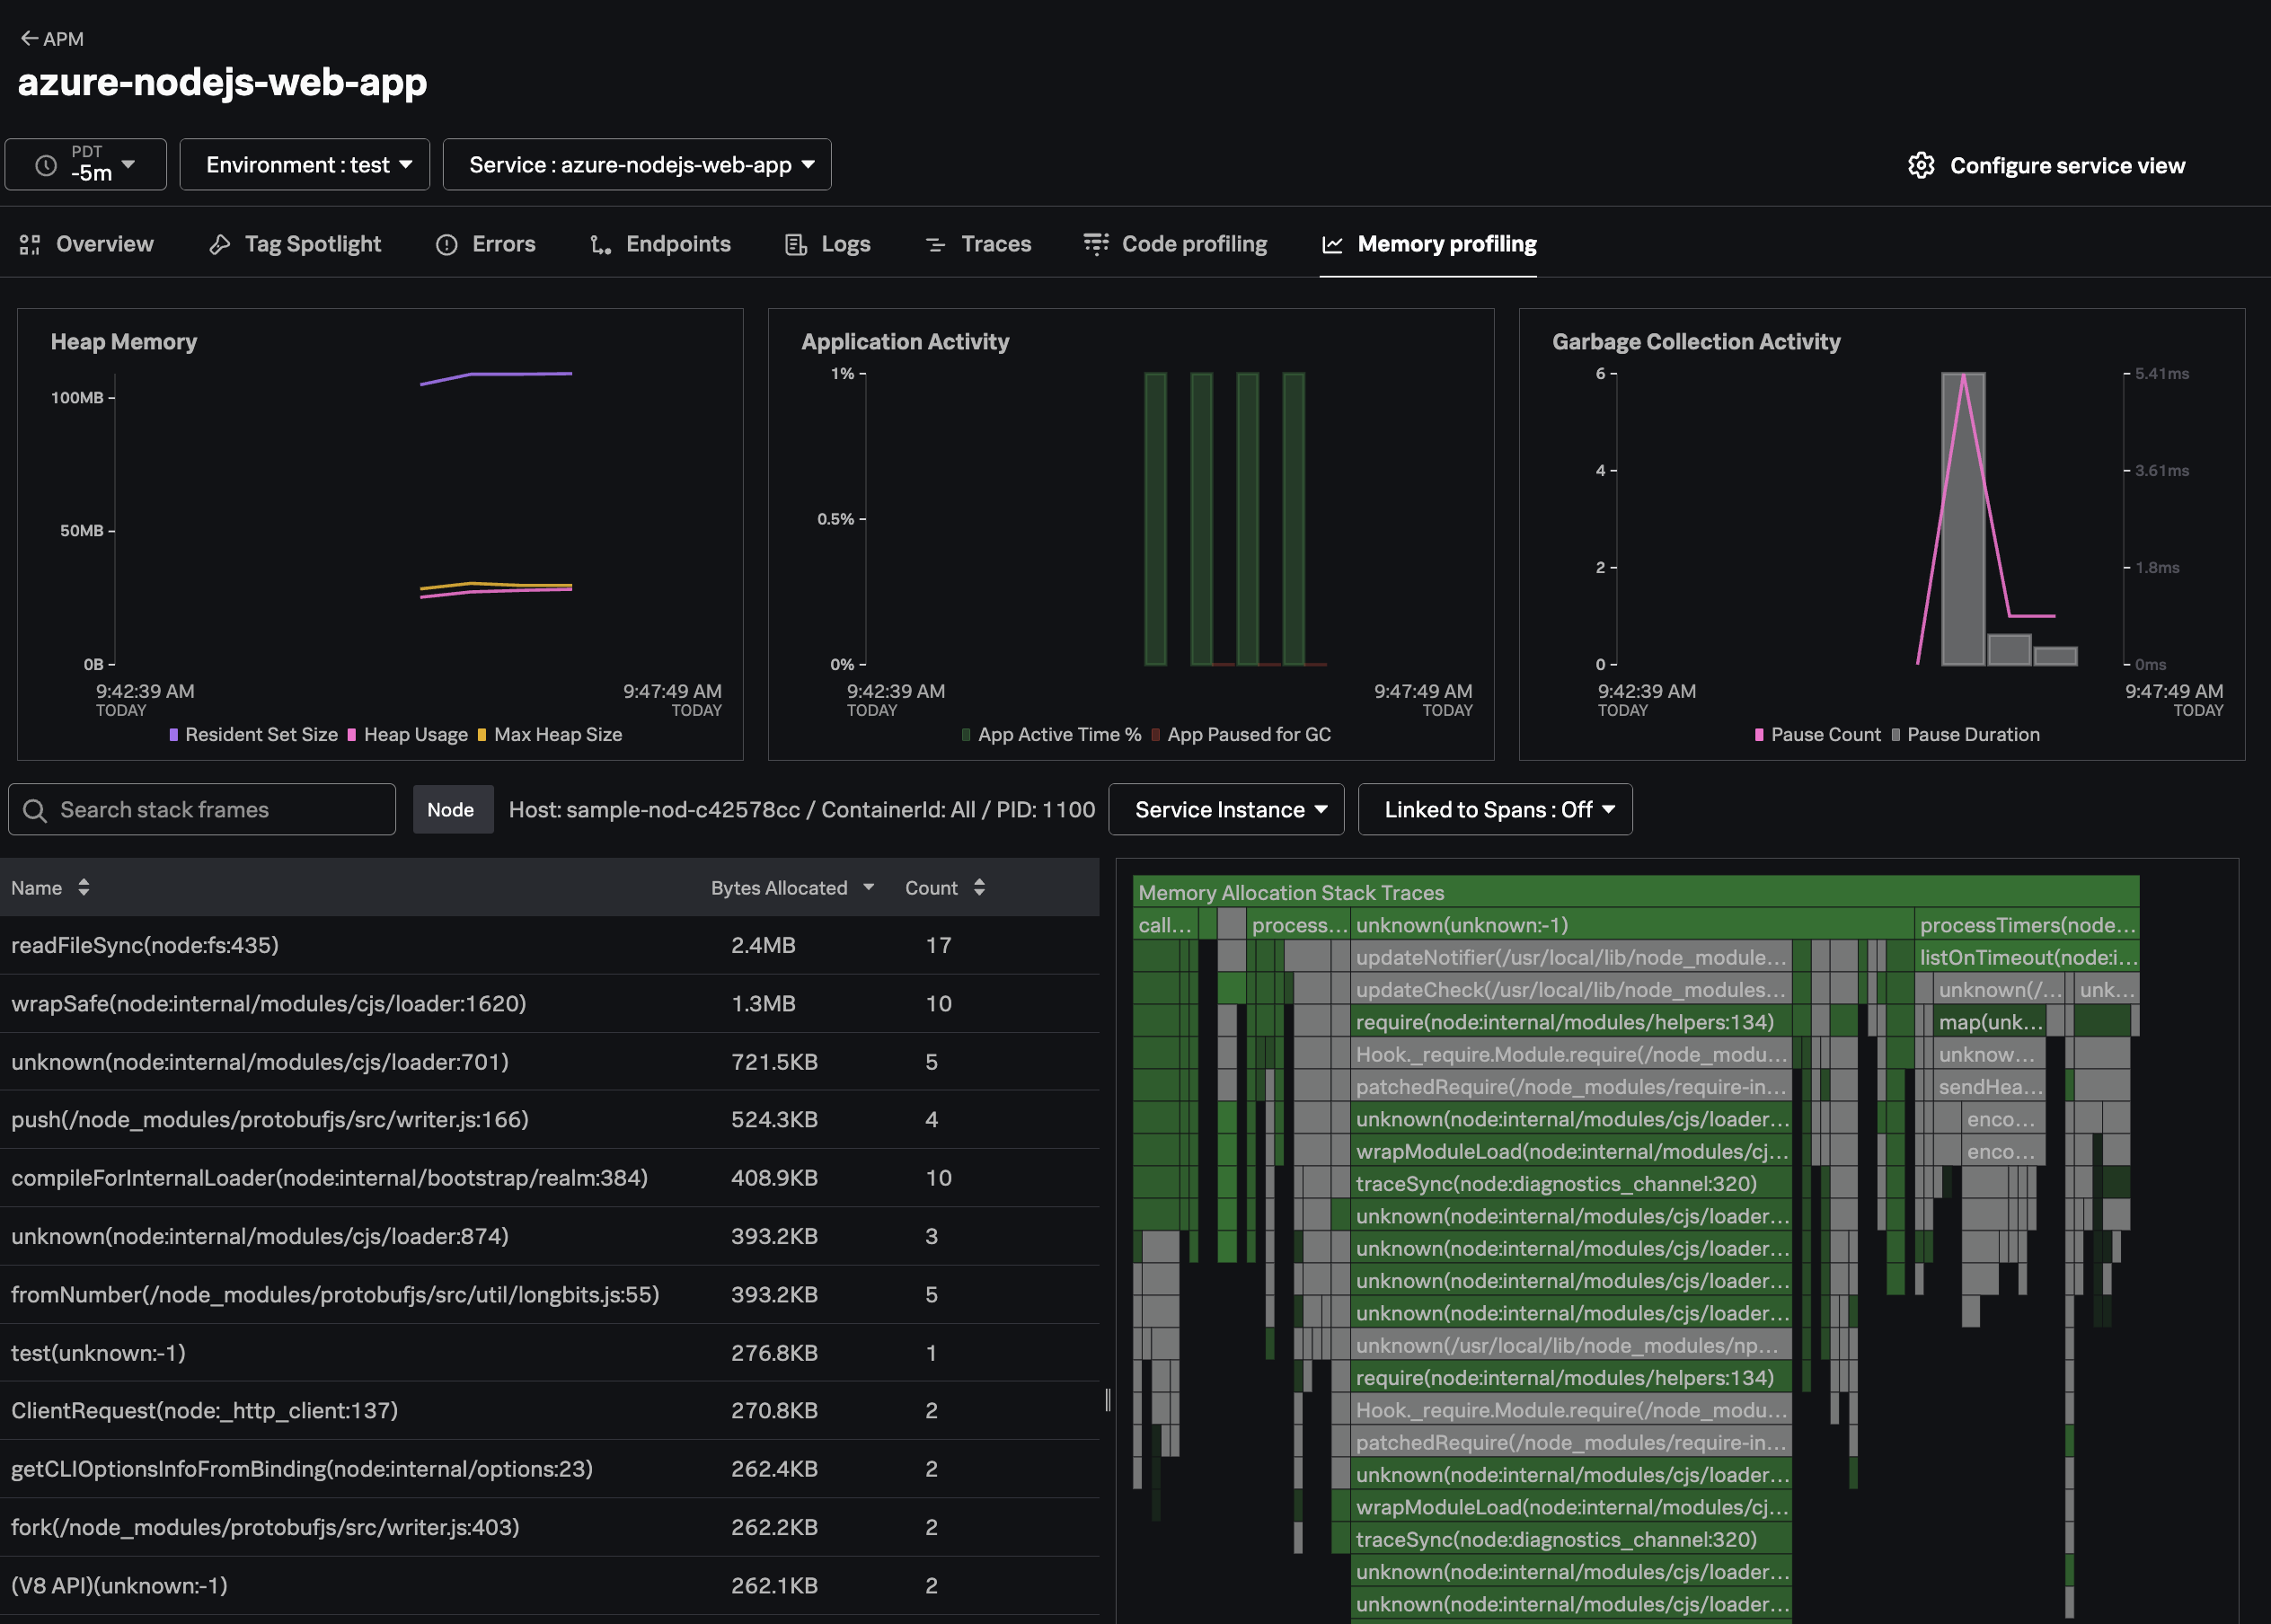 APM
azure-nodejs-web-app
PDT
-5m
Environment : test
Service : azure-nodejs-web-app
Configure service view
Overview
Tag Spotlight
Errors
Endpoints
Logs
Traces
Code profiling
Memory profiling
Heap Memory
100MB
50MB
0B
9:42:39 AM
TODAY
9:47:49 AM
TODAY
Resident Set Size
Heap Usage
Max Heap Size
Application Activity
1%
0.5%
0%
9:42:39 AM
TODAY
9:47:49 AM
TODAY
App Active Time %
App Paused for GC
Garbage Collection Activity
6
4
2
0
5.41ms
3.61ms
1.8ms
0ms
9:42:39 AM
TODAY
9:47:49 AM
TODAY
Pause Count
Pause Duration
Search stack frames
Node
Host: sample-nod-c42578cc / ContainerId: All / PID: 1100
Service Instance
Linked to Spans : Off
Name Bytes Allocated Count
readFileSync(node:fs:435) 2.4MB 17
wrapSafe(node:internal/modules/cjs/loader:1620) 1.3MB 10
unknown(node:internal/modules/cjs/loader:701) 721.5KB 5
push(/node_modules/protobufjs/src/writer.js:166) 524.3KB 4
compileForInternalLoader(node:internal/bootstrap/realm:384) 408.9KB 10
unknown(node:internal/modules/cjs/loader:874) 393.2KB 3
fromNumber(/node_modules/protobufjs/src/util/longbits.js:55) 393.2KB 5
test(unknown:-1) 276.8KB 1
ClientRequest(node:_http_client:137) 270.8KB 2
getCLIOptionsInfoFromBinding(node:internal/options:23) 262.4KB 2
fork(/node_modules/protobufjs/src/writer.js:403) 262.2KB 2
(V8 API)(unknown:-1) 262.1KB 2
Memory Allocation Stack Traces
call... process... unknown(unknown:-1) processTimers(node...
updateNotifier(/usr/local/lib/node_module... listOnTimeout(node:i...
updateCheck(/usr/local/lib/node_modules... unknown(/... unk...
require(node:internal/modules/helpers:134) map(unk...
Hook._require.Module.require(/node_modu... unknow...
patchedRequire(/node_modules/require-in... sendHea...
unknown(node:internal/modules/cjs/loader... enco...
wrapModuleLoad(node:internal/modules/cj... enco...
traceSync(node:diagnostics_channel:320)
unknown(node:internal/modules/cjs/loader...
unknown(node:internal/modules/cjs/loader...
unknown(node:internal/modules/cjs/loader...
unknown(node:internal/modules/cjs/loader...
unknown(/usr/local/lib/node_modules/np...
require(node:internal/modules/helpers:134)
Hook._require.Module.require(/node_modu...
patchedRequire(/node_modules/require-in...
unknown(node:internal/modules/cjs/loader...
wrapModuleLoad(node:internal/modules/cj...
traceSync(node:diagnostics_channel:320)
unknown(node:internal/modules/cjs/loader...
unknown(node:internal/modules/cjs/loader...